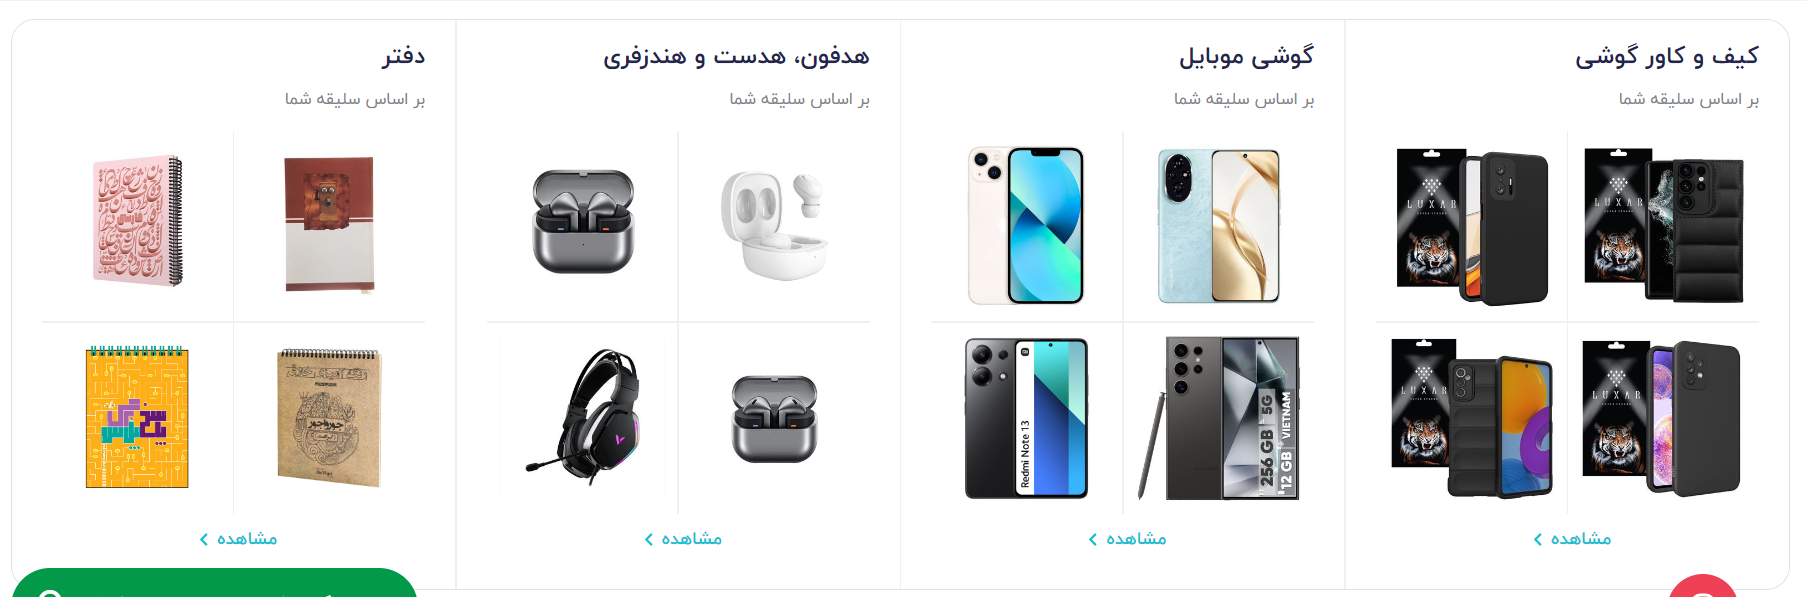 کیف و کاور گوشی
بر اساس سلیقه شما
LUXAR
LUXAR
LUXAR
LUXAR
مشاهده
گوشی موبایل
بر اساس سلیقه شما
Redmi Note 13
256 GB 5G
12 GB VIETNAM
مشاهده
هدفون، هدست و هندزفری
بر اساس سلیقه شما
مشاهده
دفتر
بر اساس سلیقه شما
مشاهده